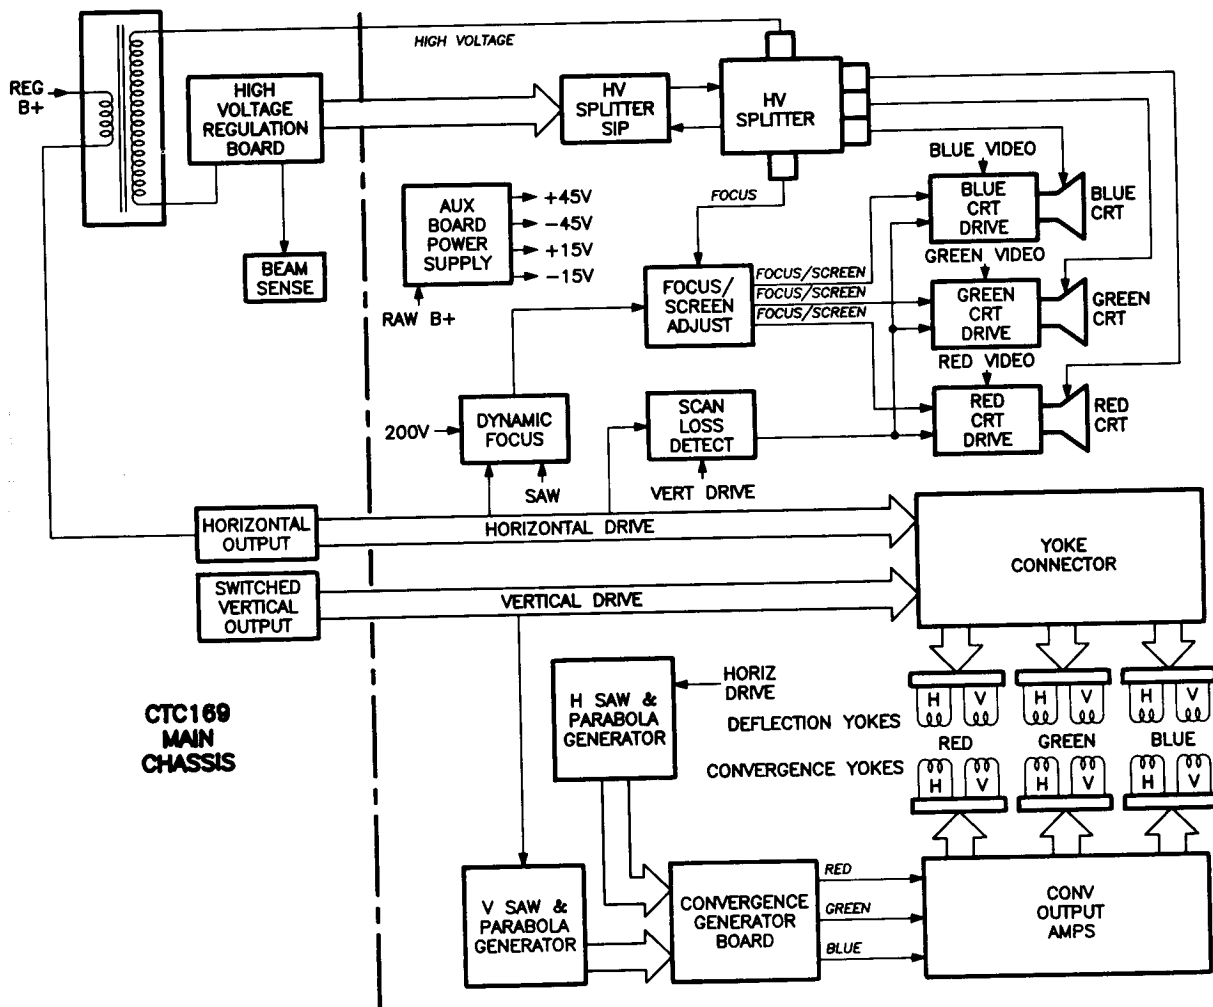 HIGH VOLTAGE
REG
B+
HIGH
VOLTAGE
REGULATION
BOARD
HV
SPLITTER
SIP
HV
SPLITTER
BLUE VIDEO
BLUE
CRT
DRIVE
BLUE
CRT
FOCUS
AUX
BOARD
POWER
SUPPLY
+45V
-45V
+15V
-15V
RAW B+
BEAM
SENSE
FOCUS/
SCREEN
ADJUST
FOCUS/SCREEN
FOCUS/SCREEN
FOCUS/SCREEN
GREEN VIDEO
GREEN
CRT
DRIVE
GREEN
CRT
RED VIDEO
RED
CRT
DRIVE
RED
CRT
200V
DYNAMIC
FOCUS
SAW
SCAN
LOSS
DETECT
VERT DRIVE
HORIZONTAL
OUTPUT
HORIZONTAL DRIVE
YOKE
CONNECTOR
SWITCHED
VERTICAL
OUTPUT
VERTICAL DRIVE
CTC169
MAIN
CHASSIS
H SAW &
PARABOLA
GENERATOR
HORIZ
DRIVE
H V H V H V
DEFLECTION YOKES
RED GREEN BLUE
CONVERGENCE YOKES
H V H V H V
V SAW &
PARABOLA
GENERATOR
CONVERGENCE
GENERATOR
BOARD
RED
GREEN
BLUE
CONV
OUTPUT
AMPS